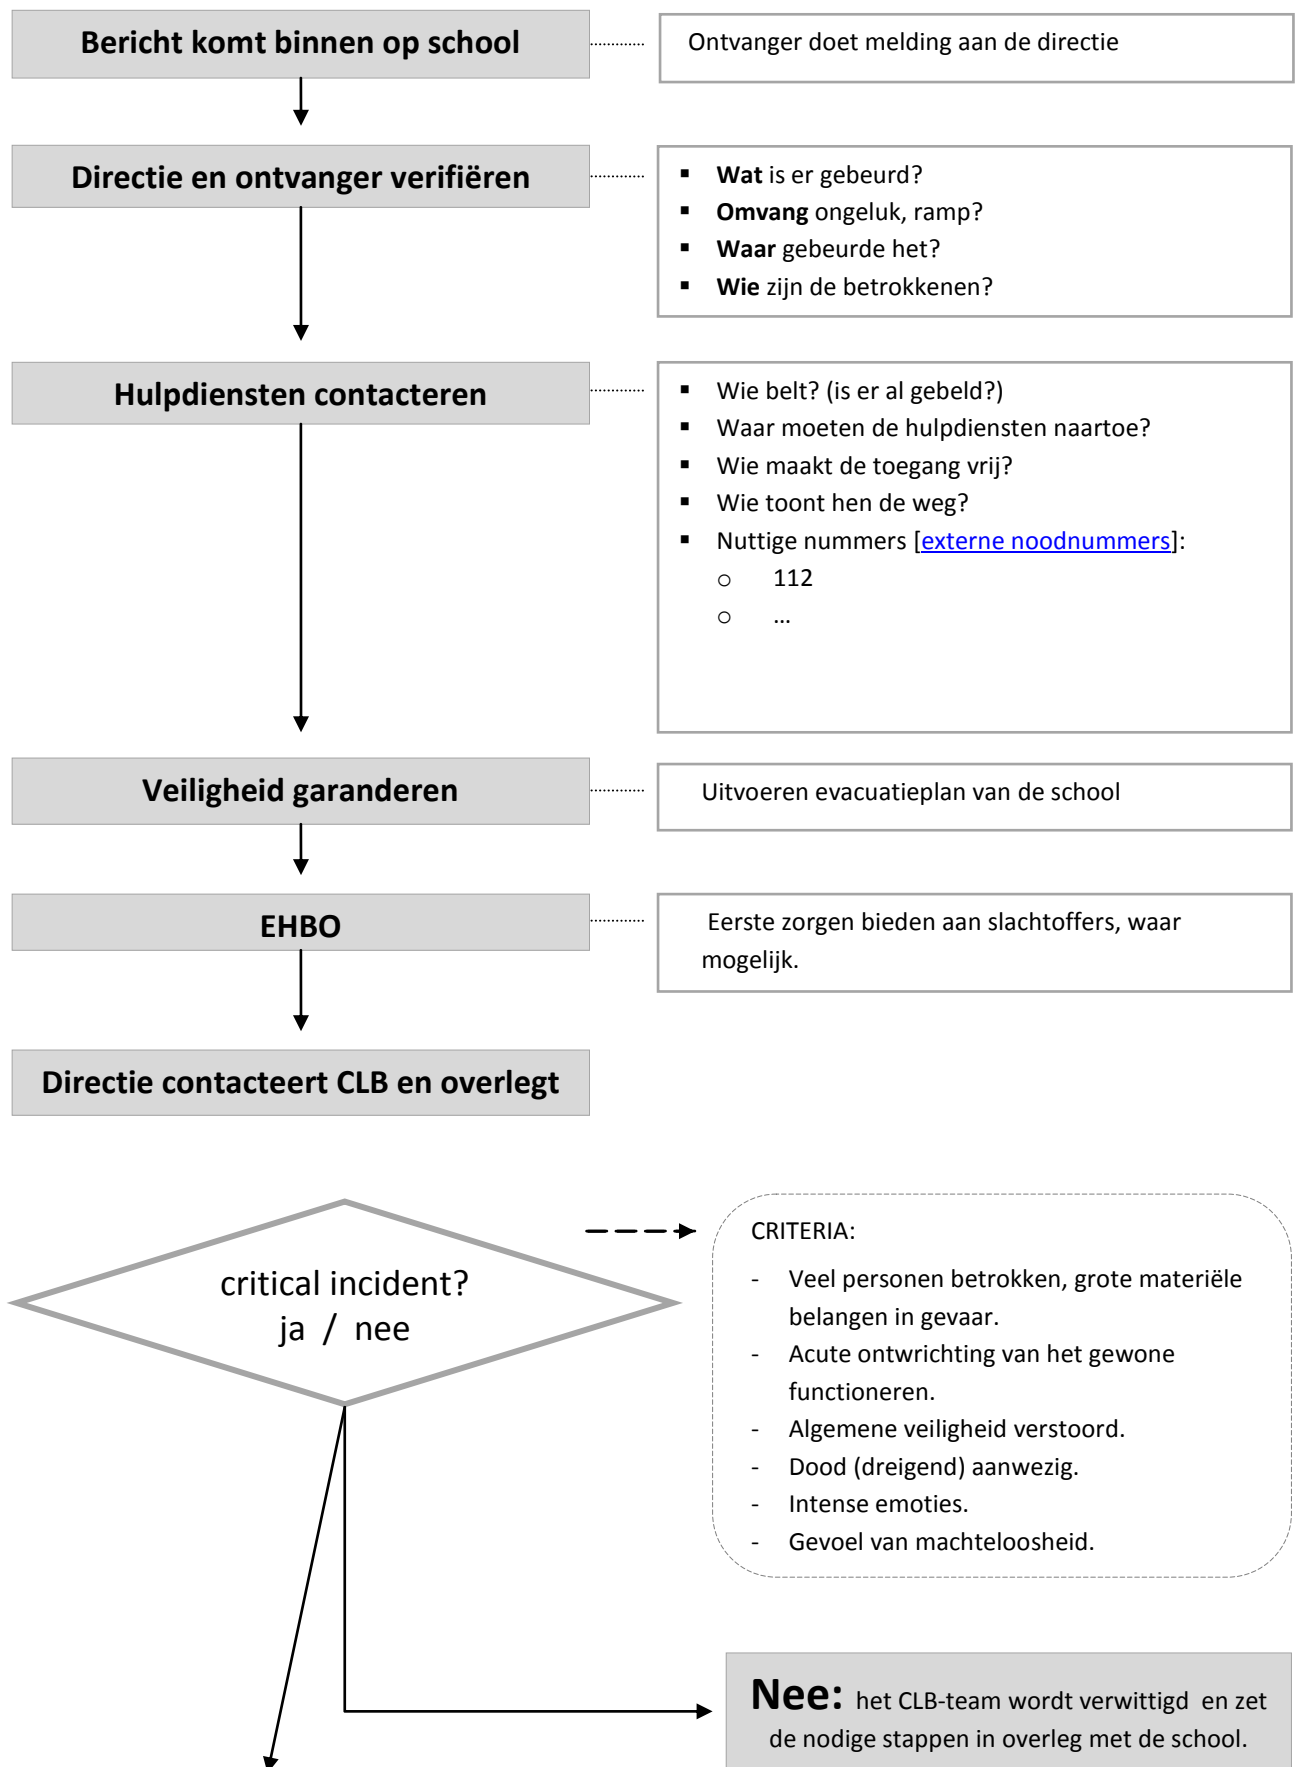 Bericht komt binnen op school
Ontvanger doet melding aan de directie
Directie en ontvanger verifiëren
▪ Wat is er gebeurd?
▪ Omvang ongeluk, ramp?
▪ Waar gebeurde het?
▪ Wie zijn de betrokkenen?
Hulpdiensten contacteren
▪ Wie belt? (is er al gebeld?)
▪ Waar moeten de hulpdiensten naartoe?
▪ Wie maakt de toegang vrij?
▪ Wie toont hen de weg?
▪ Nuttige nummers [externe noodnummers]:
o 112
o ...
Veiligheid garanderen
Uitvoeren evacuatieplan van de school
EHBO
Eerste zorgen bieden aan slachtoffers, waar
mogelijk.
Directie contacteert CLB en overlegt
critical incident?
ja / nee
CRITERIA:
- Veel personen betrokken, grote materiële
belangen in gevaar.
- Acute ontwrichting van het gewone
functioneren.
- Algemene veiligheid verstoord.
- Dood (dreigend) aanwezig.
- Intense emoties.
- Gevoel van machteloosheid.
Nee: het CLB-team wordt verwittigd en zet
de nodige stappen in overleg met de school.